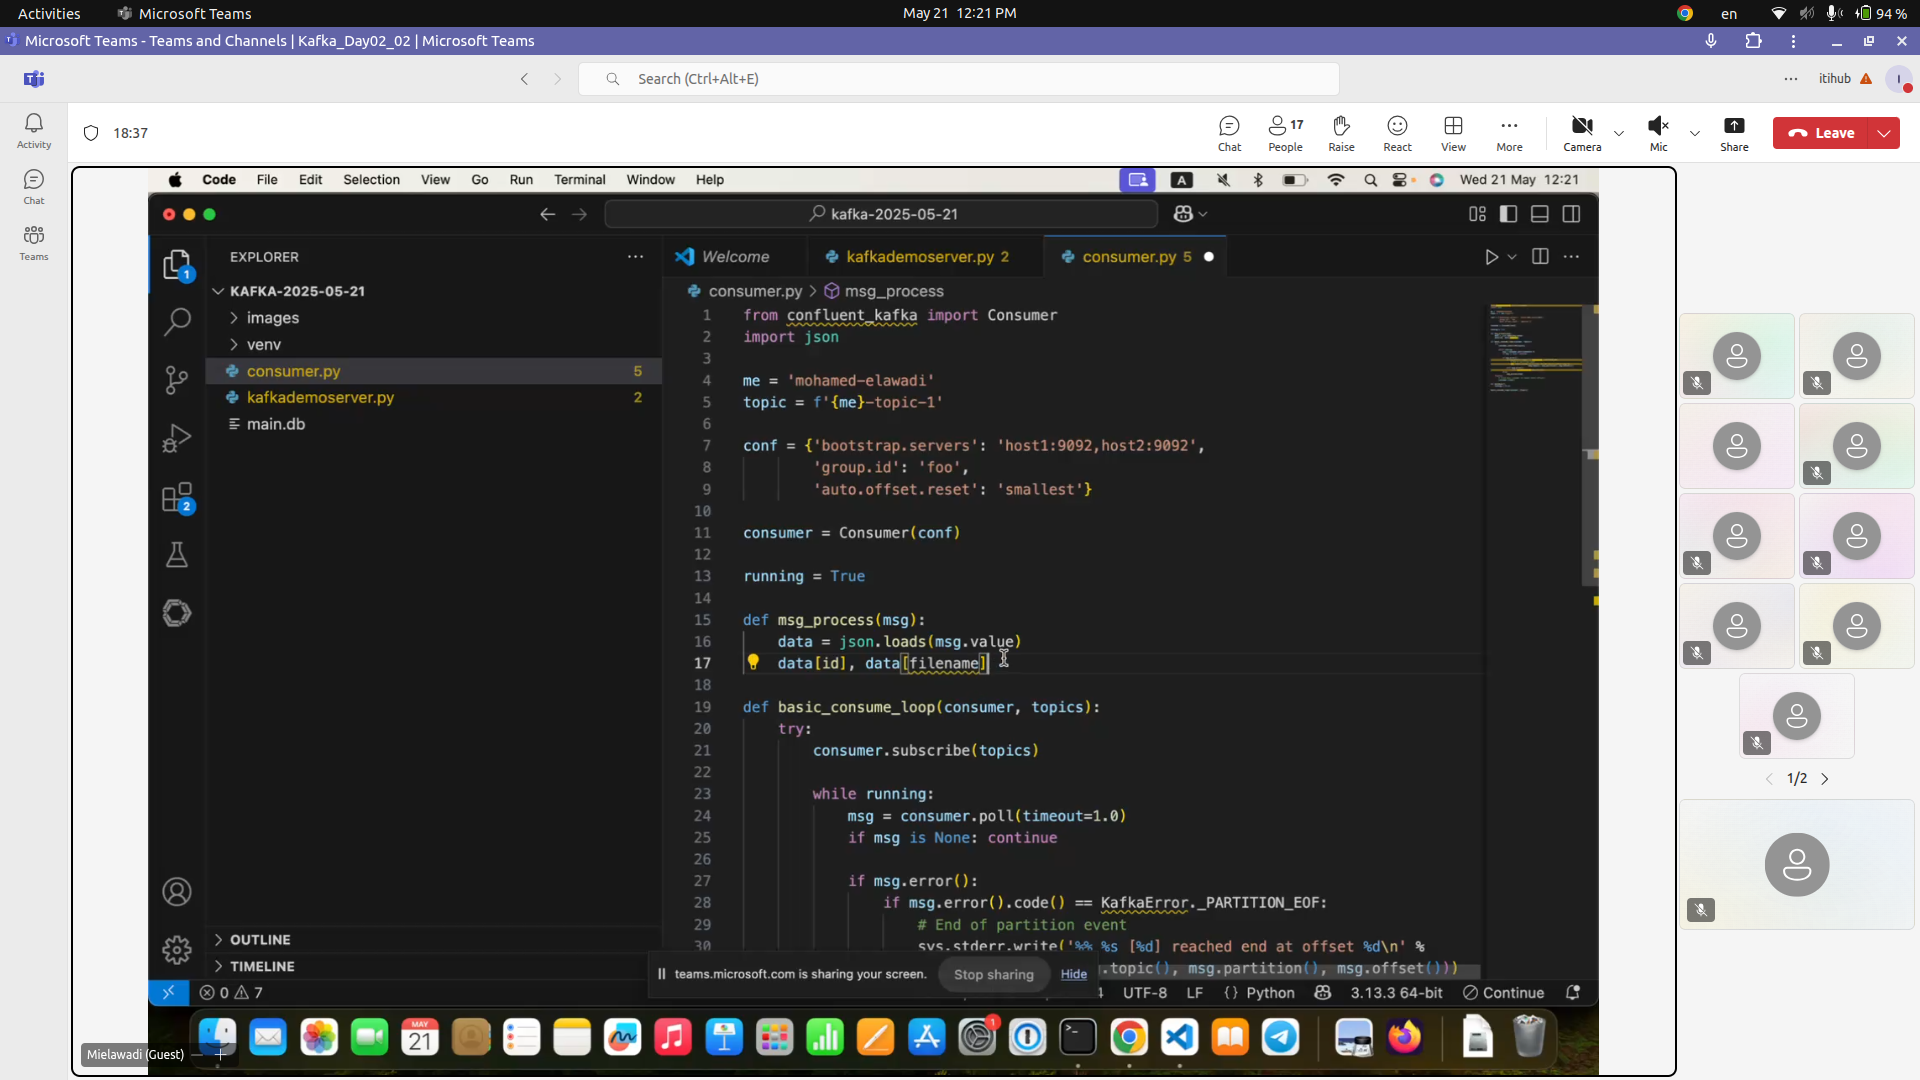 Activities
Microsoft Teams
May 21 12:21 PM
en
94 %
Microsoft Teams - Teams and Channels | Kafka_Day02_02 | Microsoft Teams
Search (Ctrl+Alt+E)
itihub
I
Activity
Chat
Teams
18:37
Chat
17
People
Raise
React
View
More
Camera
Mic
Share
Leave
Code File Edit Selection View Go Run Terminal Window Help
A
Wed 21 May 12:21
kafka-2025-05-21
EXPLORER
KAFKA-2025-05-21
images
venv
consumer.py 5
kafkademoserver.py 2
main.db
OUTLINE
TIMELINE
1
2
Welcome
kafkademoserver.py 2
consumer.py 5
consumer.py > msg_process
1 from confluent_kafka import Consumer
2 import json
3
4 me = 'mohamed-elawadi'
5 topic = f'{me}-topic-1'
6
7 conf = {'bootstrap.servers': 'host1:9092,host2:9092',
8 'group.id': 'foo',
9 'auto.offset.reset': 'smallest'}
10
11 consumer = Consumer(conf)
12
13 running = True
14
15 def msg_process(msg):
16 data = json.loads(msg.value)
17 data[id], data[filename]
18
19 def basic_consume_loop(consumer, topics):
20 try:
21 consumer.subscribe(topics)
22
23 while running:
24 msg = consumer.poll(timeout=1.0)
25 if msg is None: continue
26
27 if msg.error():
28 if msg.error().code() == KafkaError._PARTITION_EOF:
29 # End of partition event
30 sys.stderr.write('%% %s [%d] reached end at offset %d\n' %
.topic(), msg.partition(), msg.offset()))
teams.microsoft.com is sharing your screen.
Stop sharing
Hide
0 7
4 UTF-8 LF {} Python 3.13.3 64-bit Continue
MAY
21
1
Mielawadi (Guest)
1/2